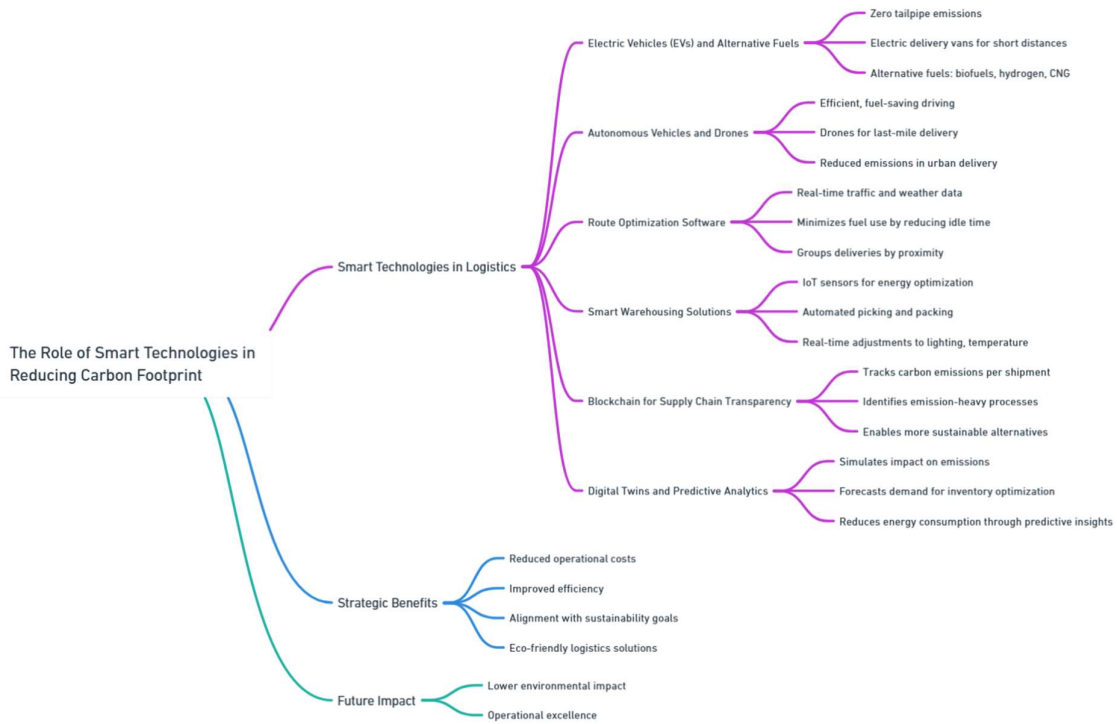 The Role of Smart Technologies in
Reducing Carbon Footprint
Smart Technologies in Logistics
Electric Vehicles (EVs) and Alternative Fuels
Zero tailpipe emissions
Electric delivery vans for short distances
Alternative fuels: biofuels, hydrogen, CNG
Autonomous Vehicles and Drones
Efficient, fuel-saving driving
Drones for last-mile delivery
Reduced emissions in urban delivery
Route Optimization Software
Real-time traffic and weather data
Minimizes fuel use by reducing idle time
Groups deliveries by proximity
Smart Warehousing Solutions
IoT sensors for energy optimization
Automated picking and packing
Real-time adjustments to lighting, temperature
Blockchain for Supply Chain Transparency
Tracks carbon emissions per shipment
Identifies emission-heavy processes
Enables more sustainable alternatives
Digital Twins and Predictive Analytics
Simulates impact on emissions
Forecasts demand for inventory optimization
Reduces energy consumption through predictive insights
Strategic Benefits
Reduced operational costs
Improved efficiency
Alignment with sustainability goals
Eco-friendly logistics solutions
Future Impact
Lower environmental impact
Operational excellence